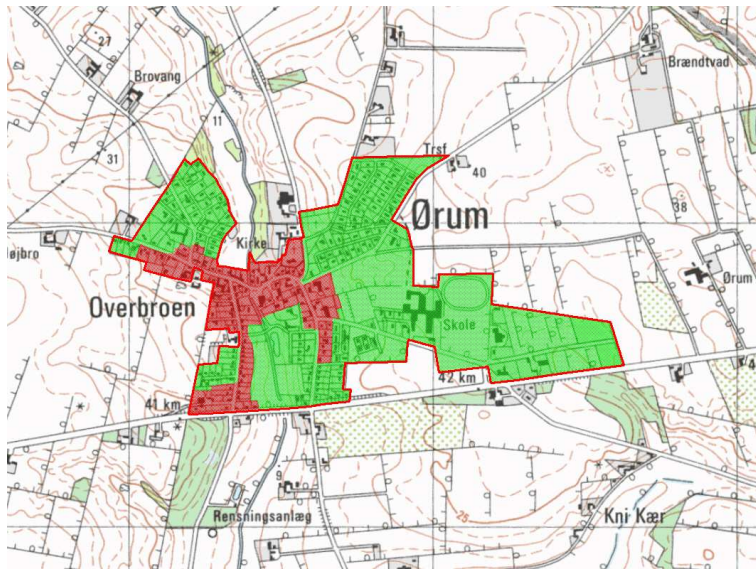 27
Brovang
Brændtvad
11
31
Trsf
40
Ørum
38
Kirke
øjbro
Ørum
Overbroen
Skole
42 km
41 km
9
25
Rensningsanlæg
Kni Kær